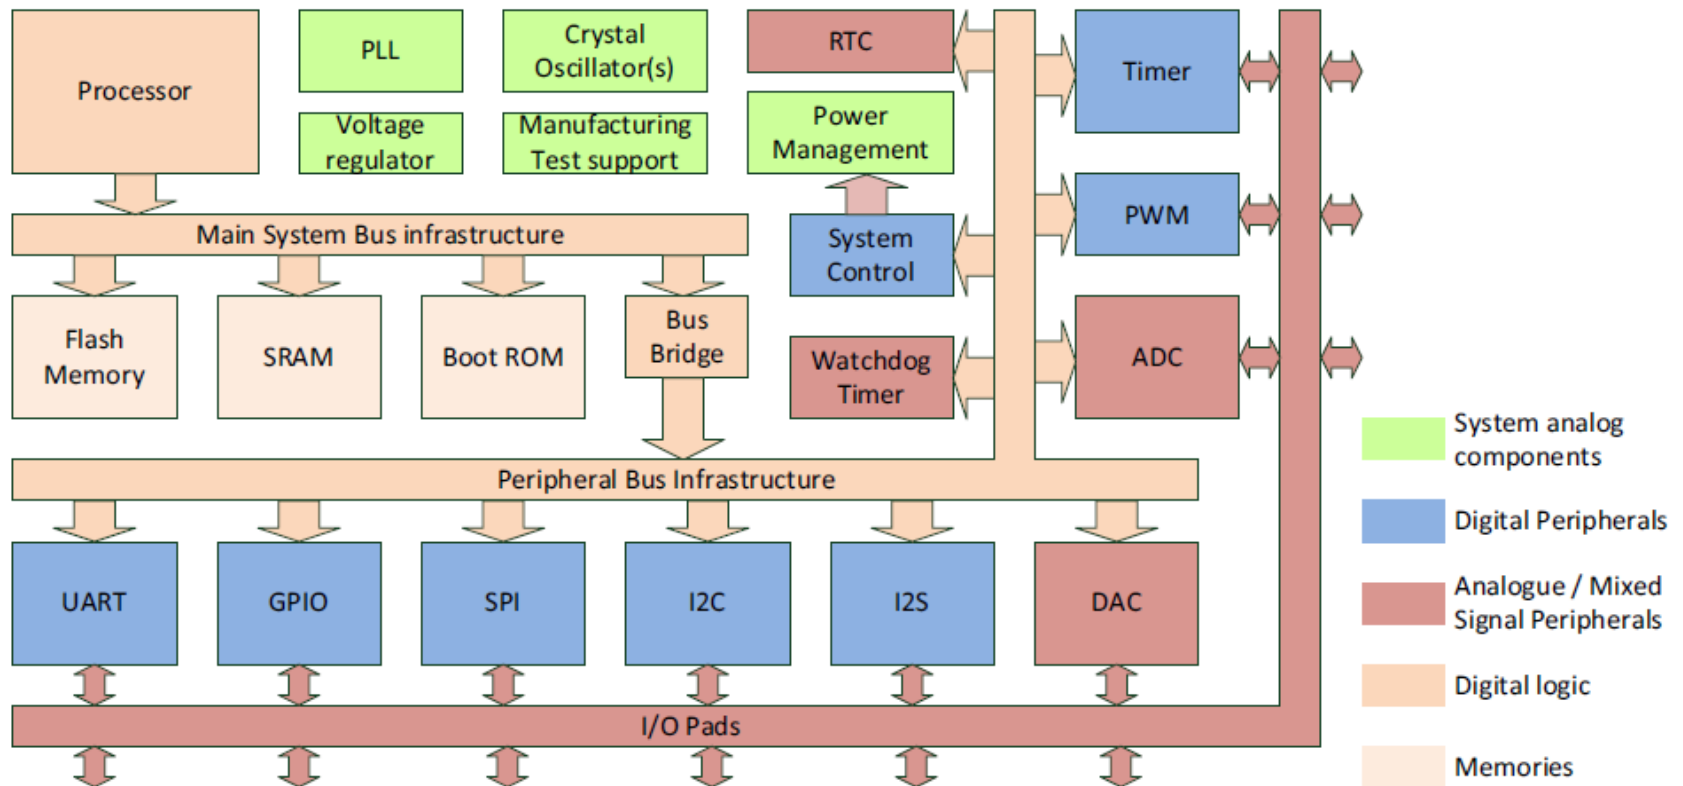 Processor
PLL
Crystal
Oscillator(s)
RTC
Timer
Voltage
regulator
Manufacturing
Test support
Power
Management
Main System Bus infrastructure
System
Control
PWM
Flash
Memory
SRAM
Boot ROM
Bus
Bridge
Watchdog
Timer
ADC
Peripheral Bus Infrastructure
UART
GPIO
SPI
I2C
I2S
DAC
I/O Pads
System analog
components
Digital Peripherals
Analogue / Mixed
Signal Peripherals
Digital logic
Memories